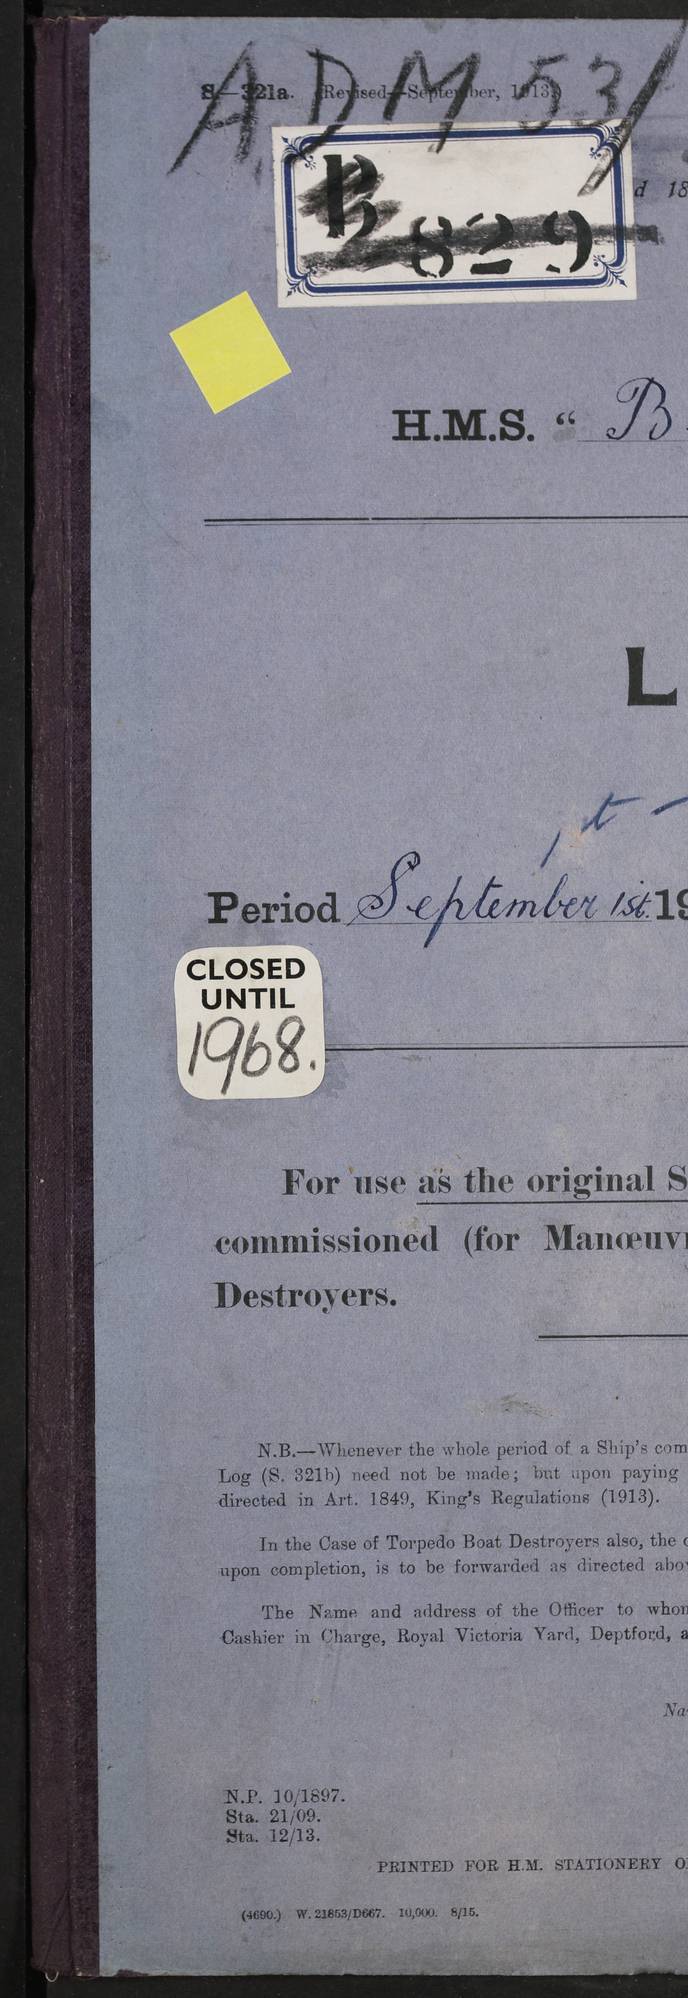 ADM 53/
S—321a. (Revised—September, 1913.)
d 18
B
829
H.M.S. " B
L
1st —
Period September 1st. 19
CLOSED
UNTIL
1968.
For use as the original S
commissioned (for Manœuv
Destroyers.
N.B.—Whenever the whole period of a Ship's com
Log (S. 321b) need not be made; but upon paying
directed in Art. 1849, King's Regulations (1913).
In the Case of Torpedo Boat Destroyers also, the
upon completion, is to be forwarded as directed abo
The Name and address of the Officer to whom
Cashier in Charge, Royal Victoria Yard, Deptford, a
Na
N.P. 10/1897.
Sta. 21/09.
Sta. 12/13.
PRINTED FOR H.M. STATIONERY O
(4690.) W. 21853/D667. 10,000. 8/15.